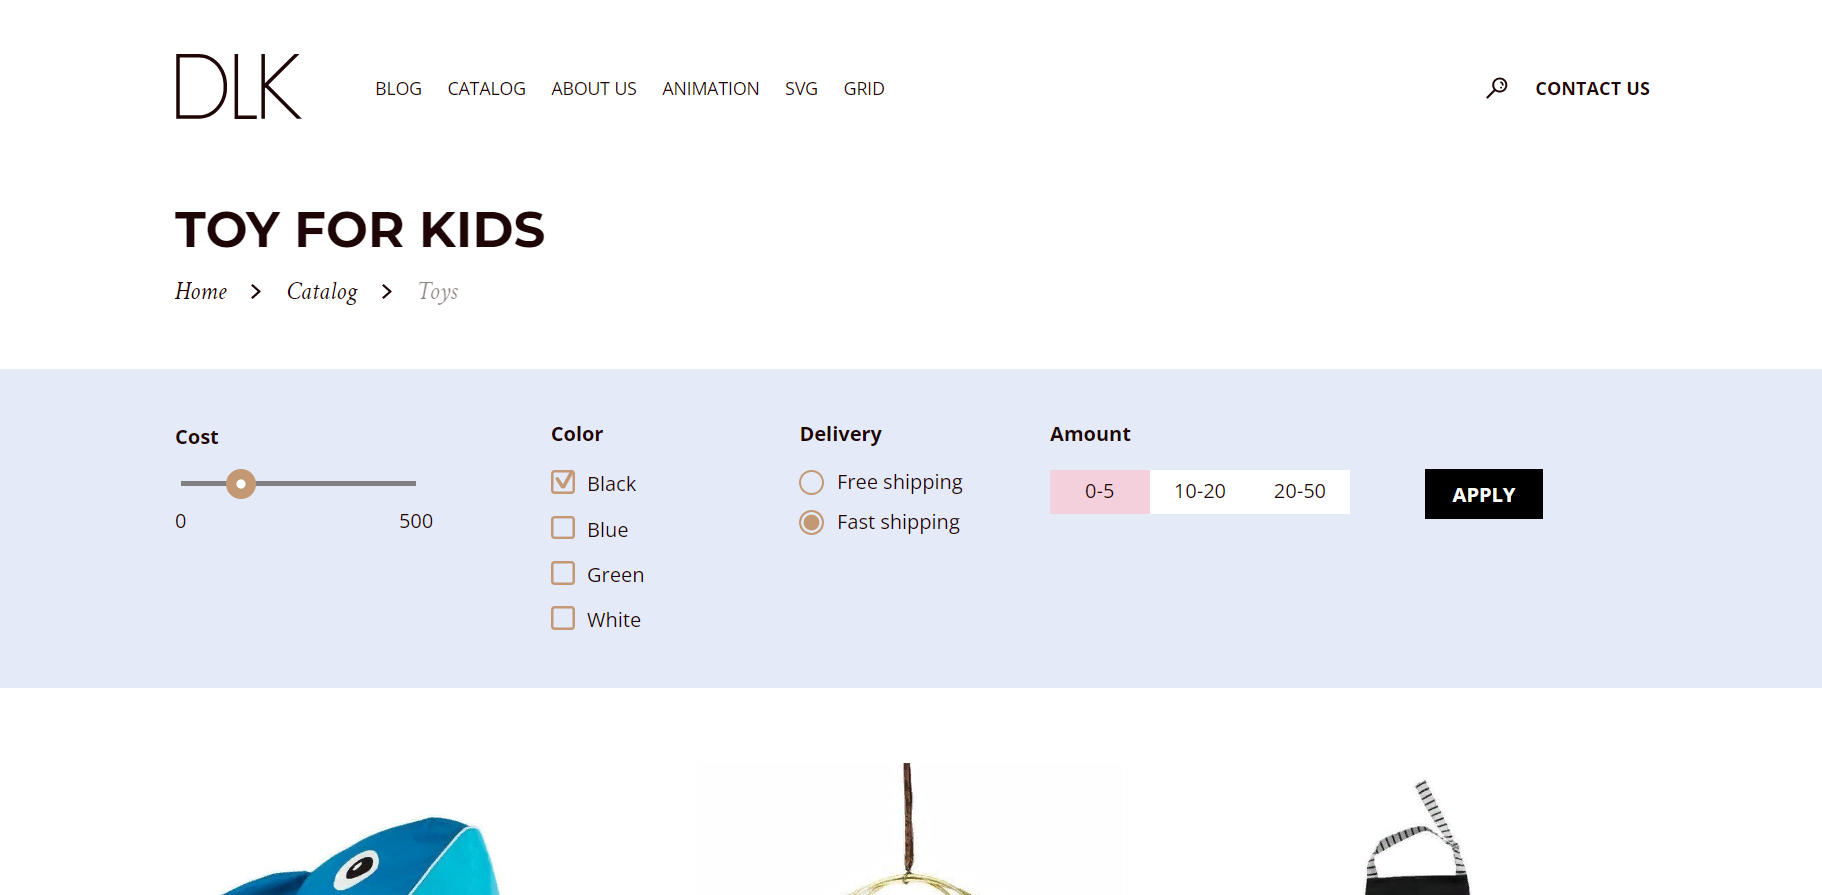 DLK
BLOG CATALOG ABOUT US ANIMATION SVG GRID
CONTACT US
TOY FOR KIDS
Home > Catalog > Toys
Cost
0 500
Color
Black
Blue
Green
White
Delivery
Free shipping
Fast shipping
Amount
0-5 10-20 20-50
APPLY